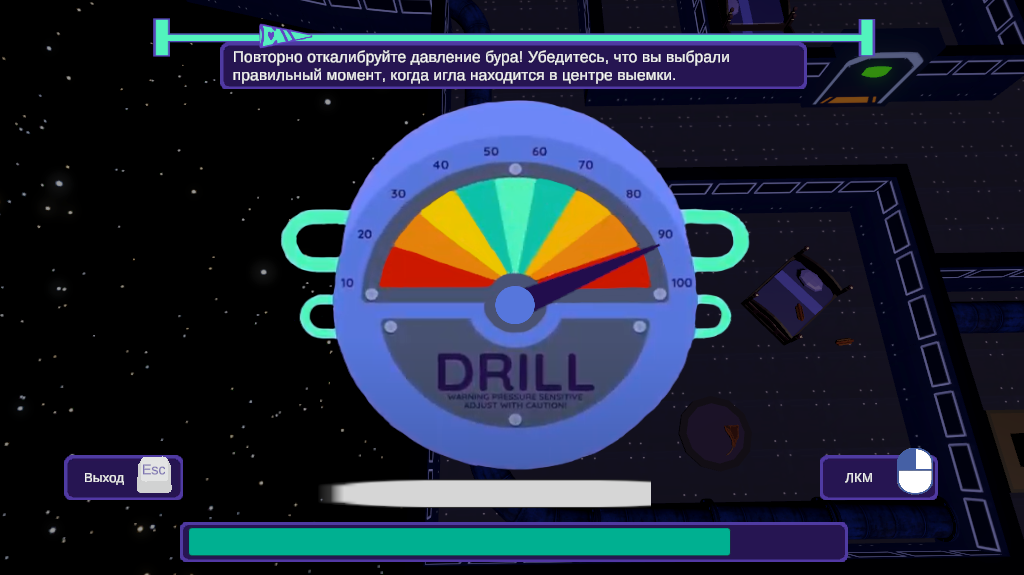 Повторно откалибруйте давление бура! Убедитесь, что вы выбрали
правильный момент, когда игла находится в центре выемки.
50 60
40 70
30 80
20 90
10 100
DRILL
WARNING PRESSURE SENSITIVE
ADJUST WITH CAUTION!
Выход Esc
ЛКМ